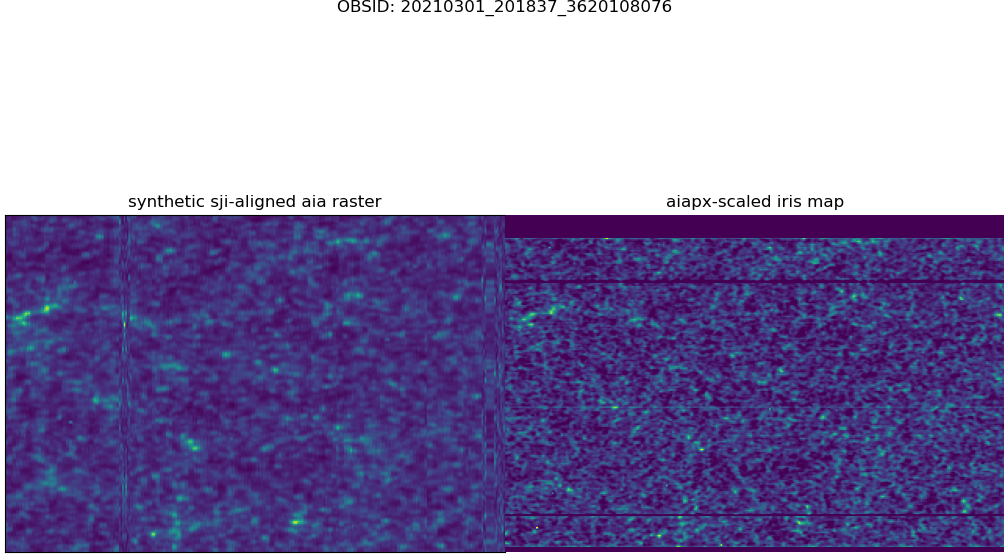 OBSID: 20210301_201837_3620108076
synthetic sji-aligned aia raster
aiapx-scaled iris map